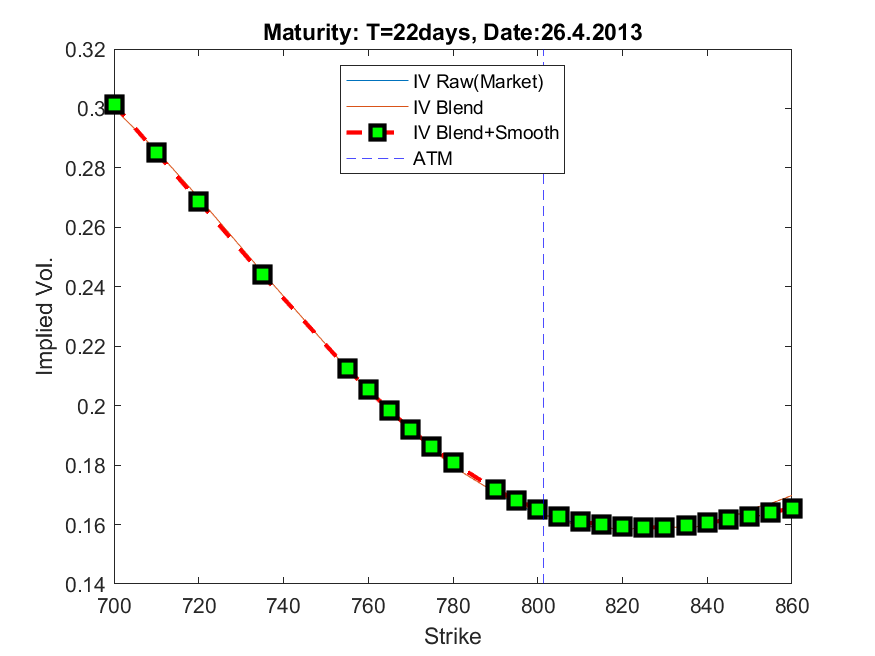 Maturity: T=22days, Date:26.4.2013
0.32
IV Raw(Market)
IV Blend
IV Blend+Smooth
ATM
0.3
0.28
0.26
0.24
0.22
0.2
0.18
0.16
0.14
Implied Vol.
700 720 740 760 780 800 820 840 860
Strike